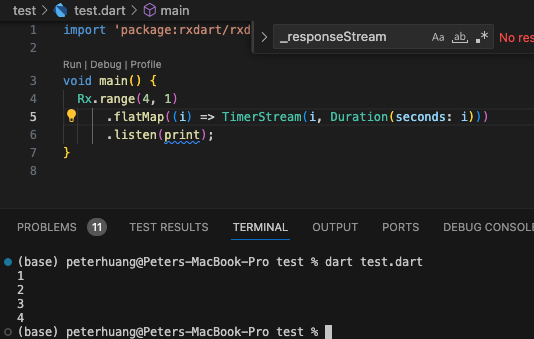 test > test.dart > main
1 import 'package:rxdart/rxd
> _responseStream Aa ab .* No res
2
Run | Debug | Profile
3 void main() {
4 Rx.range(4, 1)
5 .flatMap((i) => TimerStream(i, Duration(seconds: i)))
6 .listen(print);
7 }
8
PROBLEMS 11 TEST RESULTS TERMINAL OUTPUT PORTS DEBUG CONSOL
(base) peterhuang@Peters-MacBook-Pro test % dart test.dart
1
2
3
4
(base) peterhuang@Peters-MacBook-Pro test %